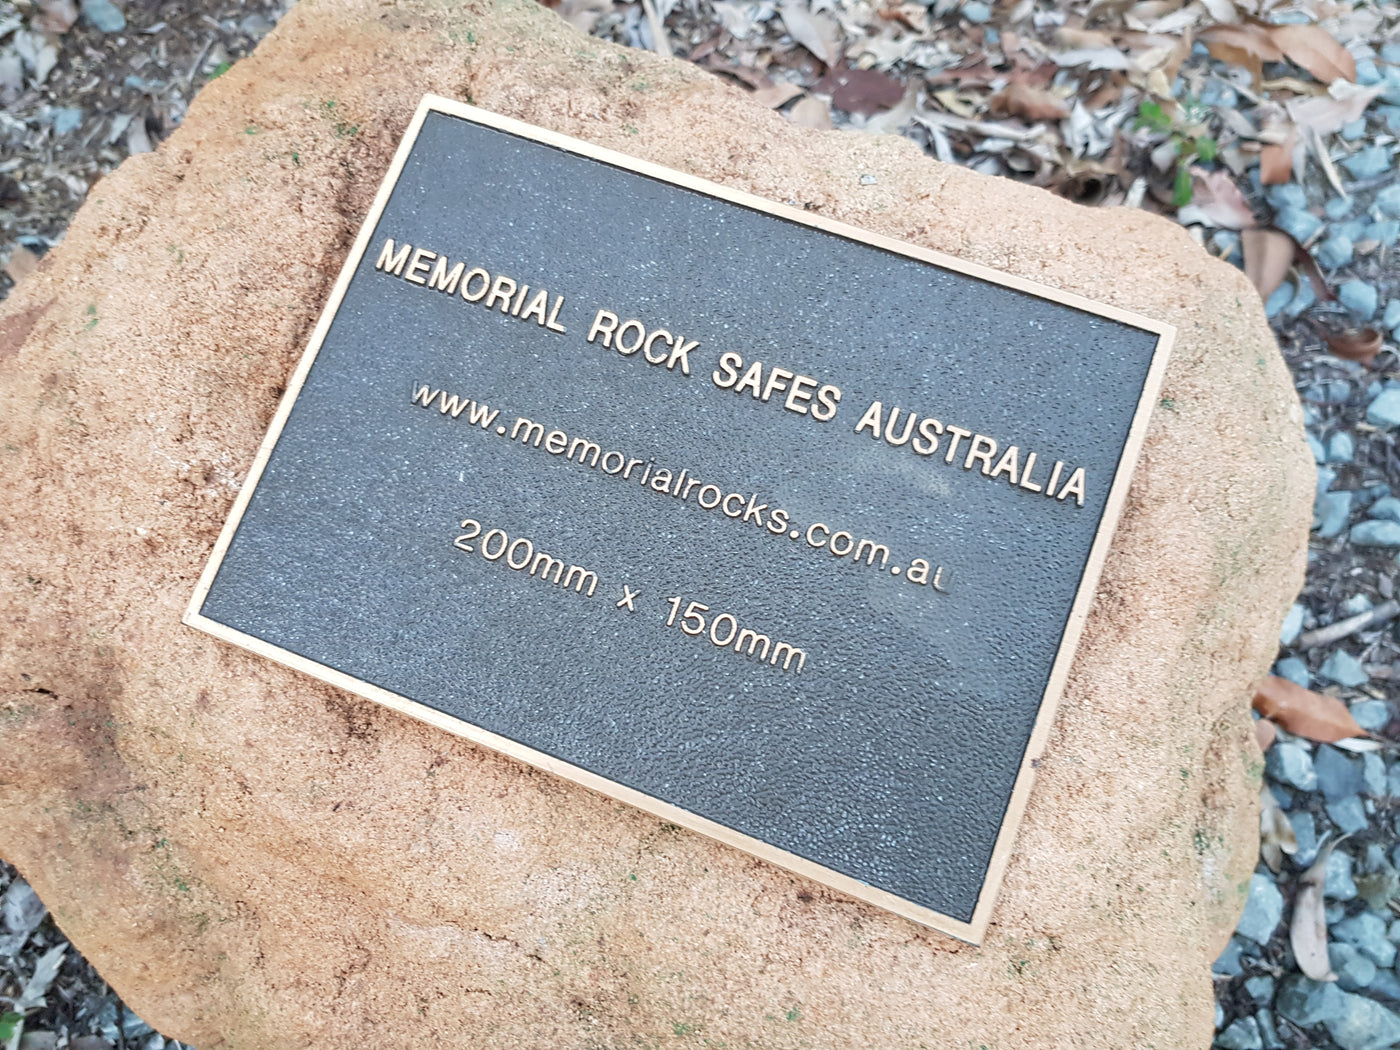 MEMORIAL ROCK SAFES AUSTRALIA
www.memorialrocks.com.au
200mm x 150mm